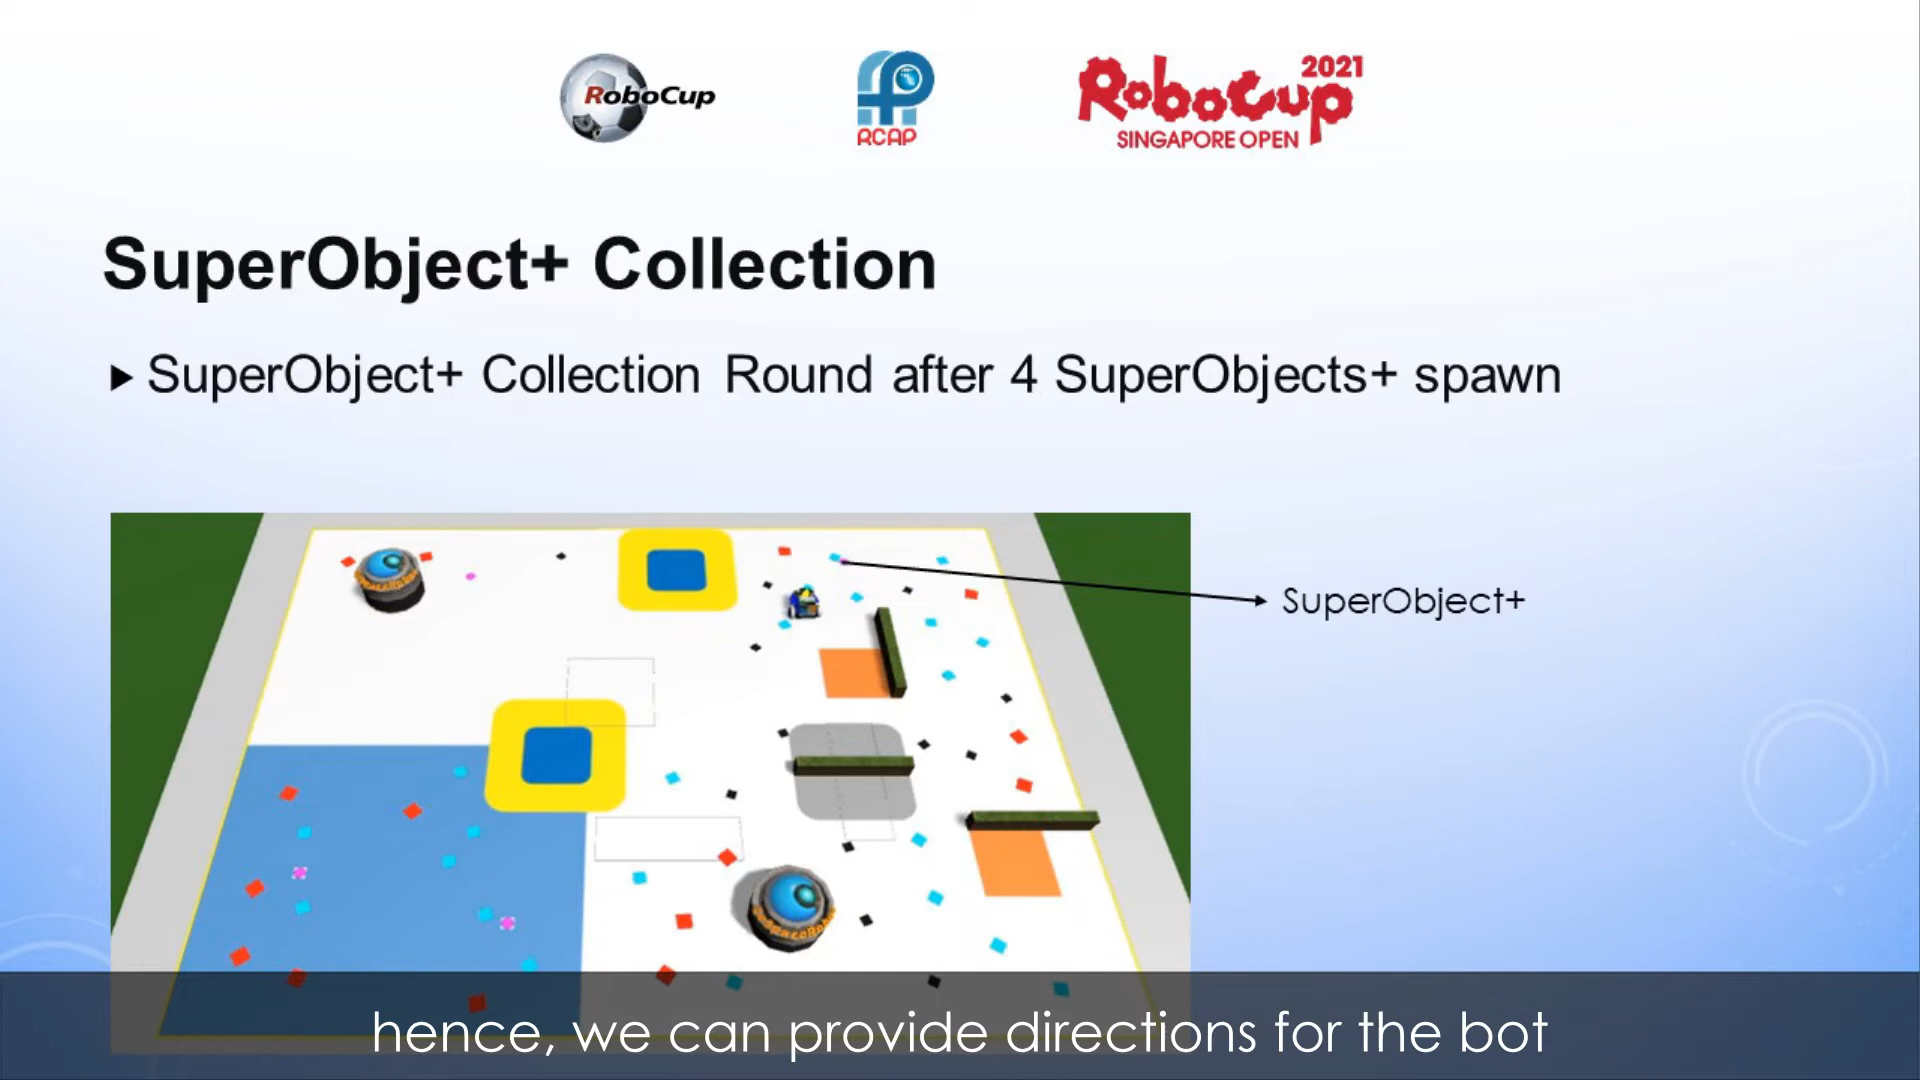 RoboCup
RCAP
RoboCup 2021
SINGAPORE OPEN
SuperObject+ Collection
SuperObject+ Collection Round after 4 SuperObjects+ spawn
SuperObject+
hence, we can provide directions for the bot